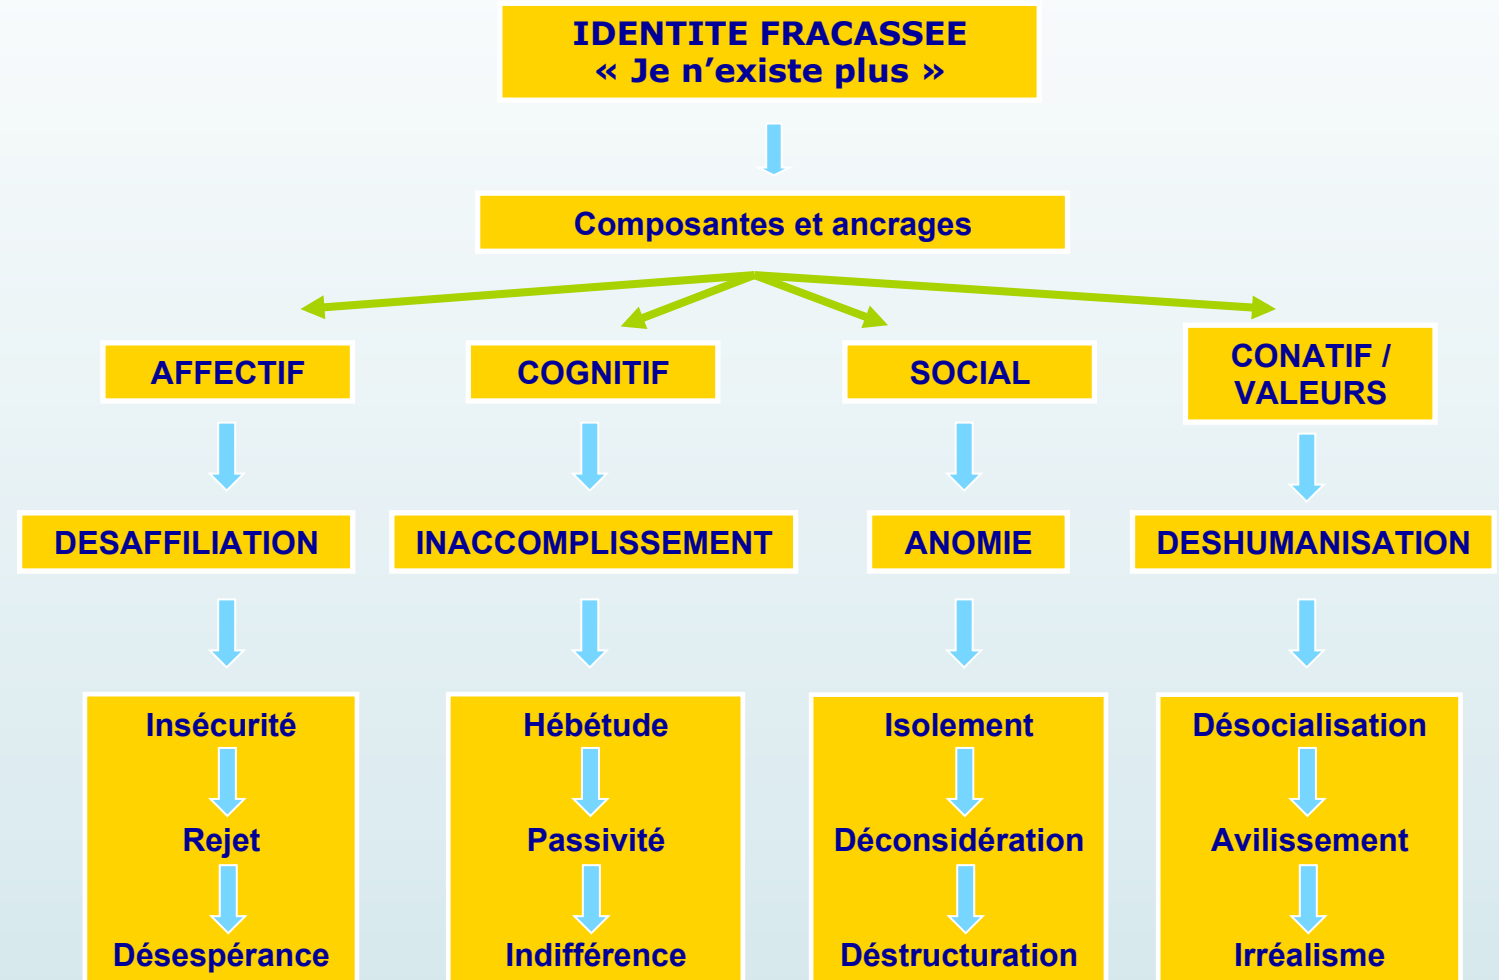 IDENTITE FRACASSEE
« Je n’existe plus »
Composantes et ancrages
AFFECTIF
COGNITIF
SOCIAL
CONATIF /
VALEURS
DESAFFILIATION
INACCOMPLISSEMENT
ANOMIE
DESHUMANISATION
Insécurité
Rejet
Désespérance
Hébétude
Passivité
Indifférence
Isolement
Déconsidération
Déstructuration
Désocialisation
Avilissement
Irréalisme